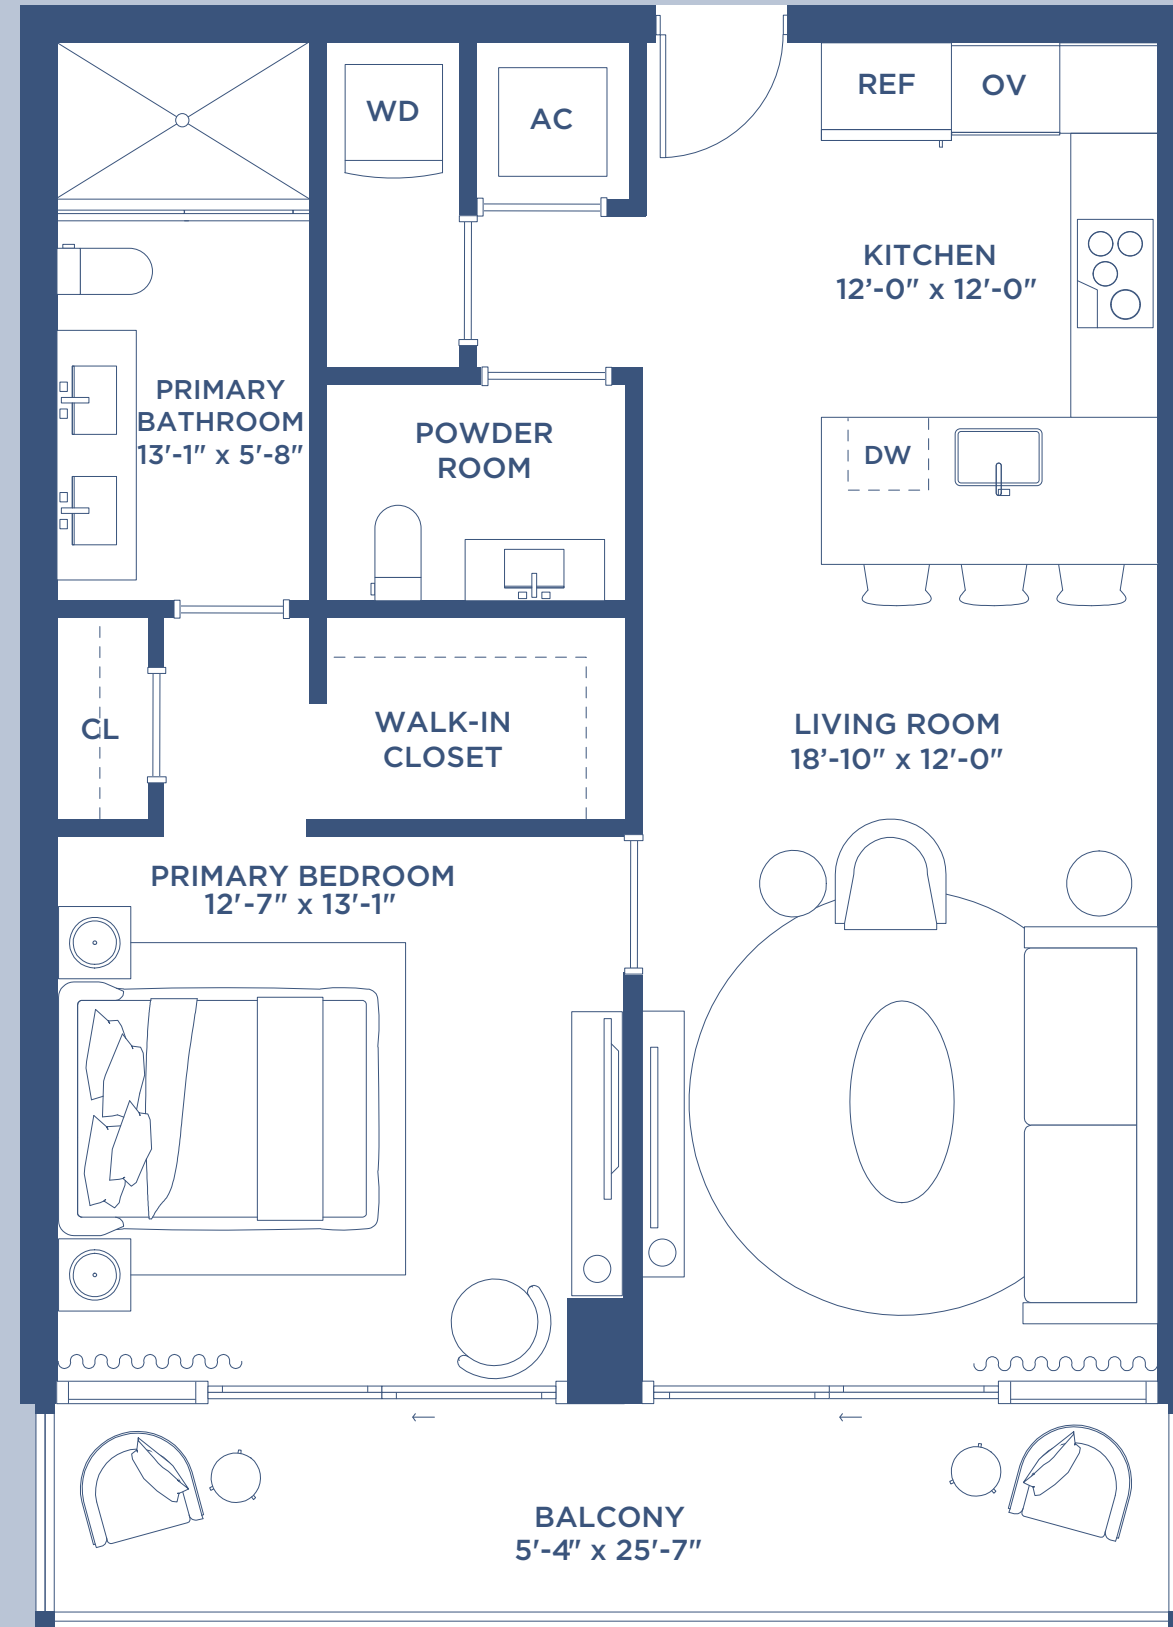 WD
AC
REF
OV
KITCHEN
12’-0" x 12'-0"
PRIMARY
BATHROOM
13'-1" x 5'-8"
POWDER
ROOM
DW
CL
WALK-IN
CLOSET
LIVING ROOM
18’-10" x 12'-0"
PRIMARY BEDROOM
12'-7" x 13'-1"
BALCONY
5'-4" x 25'-7"